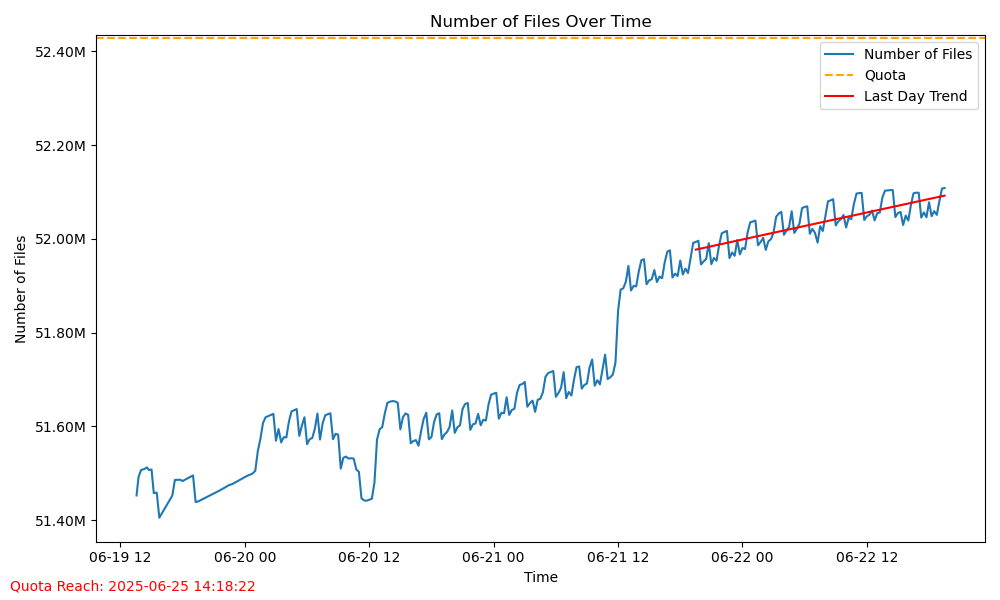 Number of Files Over Time
Number of Files
Quota
Last Day Trend
52.40M
52.20M
52.00M
51.80M
51.60M
51.40M
Number of Files
06-19 12
06-20 00
06-20 12
06-21 00
06-21 12
06-22 00
06-22 12
Time
Quota Reach: 2025-06-25 14:18:22